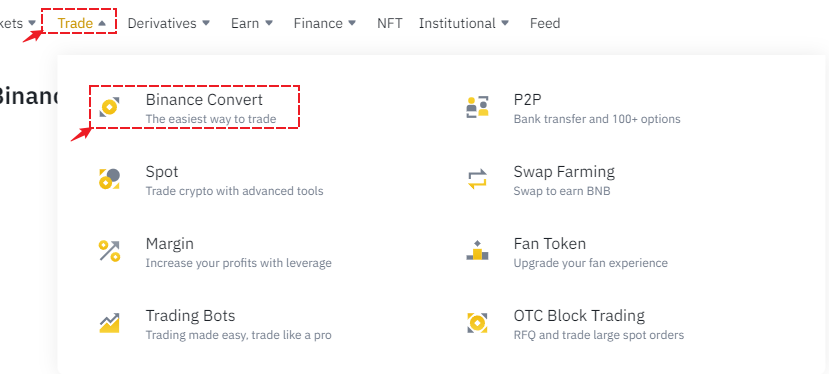 Trade Derivatives Earn Finance NFT Institutional Feed
Binance Convert
The easiest way to trade
P2P
Bank transfer and 100+ options
Spot
Trade crypto with advanced tools
Swap Farming
Swap to earn BNB
Margin
Increase your profits with leverage
Fan Token
Upgrade your fan experience
Trading Bots
Trading made easy, trade like a pro
OTC Block Trading
RFQ and trade large spot orders